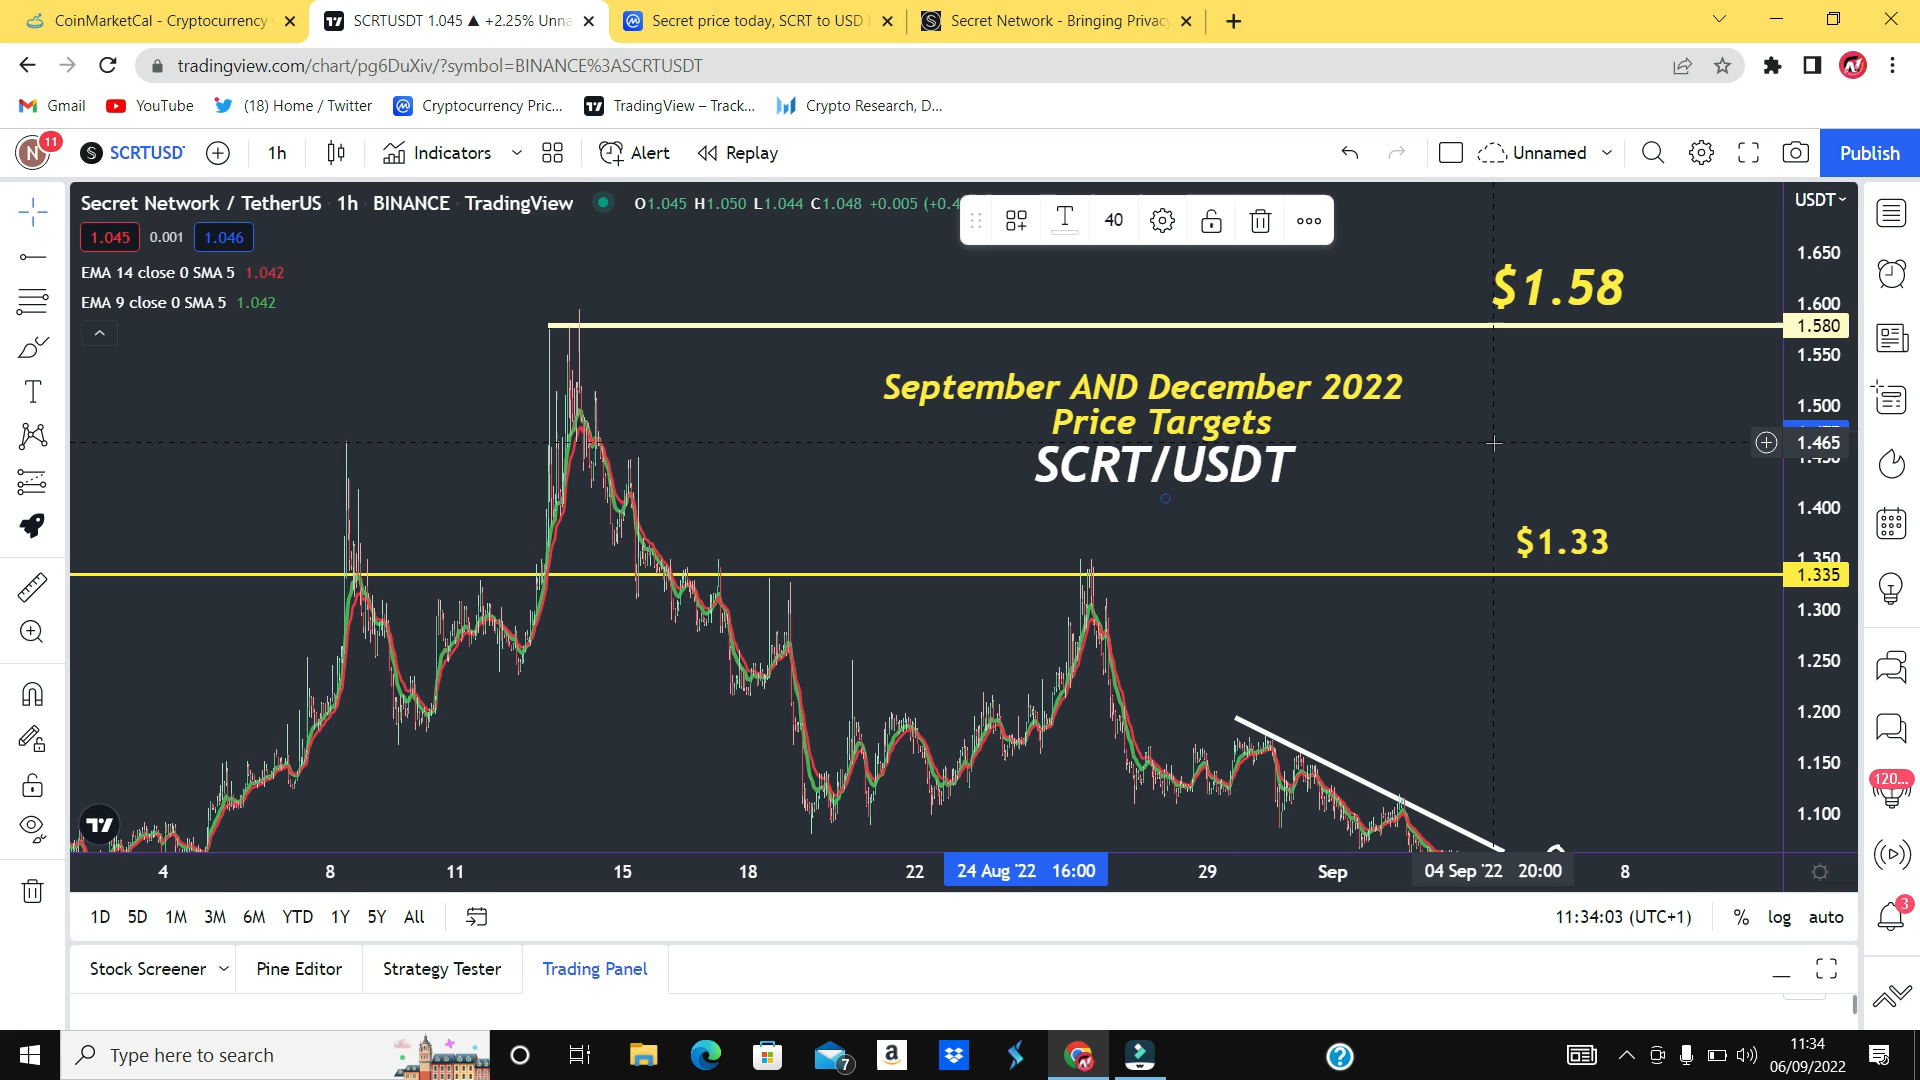 CoinMarketCal - Cryptocurrency
SCRTUSDT 1.045 ▲ +2.25% Unna
Secret price today, SCRT to USD
Secret Network - Bringing Privacy
tradingview.com/chart/pg6DuXiv/?symbol=BINANCE%3ASCRTUSDT
Gmail
YouTube
(18) Home / Twitter
Cryptocurrency Pric...
TradingView – Track...
Crypto Research, D...
N
11
SCRTUSDT
1h
Indicators
Alert
Replay
Unnamed
Publish
Secret Network / TetherUS 1h BINANCE TradingView
O1.045 H1.050 L1.044 C1.048 +0.005 (+0.4
40
USDT
1.045
0.001
1.046
EMA 14 close 0 SMA 5 1.042
EMA 9 close 0 SMA 5 1.042
$1.58
September AND December 2022
Price Targets
SCRT/USDT
$1.33
1.650
1.600
1.580
1.550
1.500
1.465
1.400
1.350
1.335
1.300
1.250
1.200
1.150
1.100
4
8
11
15
18
22
24 Aug '22 16:00
29
Sep
04 Sep '22 20:00
8
1D
5D
1M
3M
6M
YTD
1Y
5Y
All
11:34:03 (UTC+1)
%
log
auto
120...
3
Stock Screener
Pine Editor
Strategy Tester
Trading Panel
Type here to search
7
11:34
06/09/2022